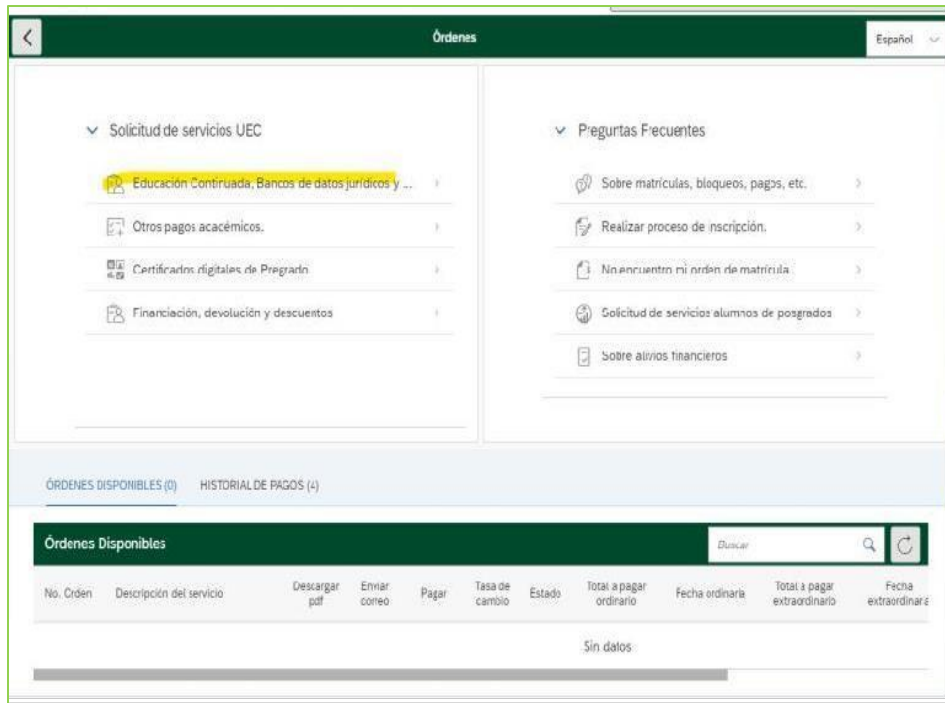 Órdenes
Español
Solicitud de servicios UEC
Educación Continuada, Bancos de datos jurídicos y ...
Otros pagos académicos.
Certificados digitales de Pregrado
Financiación, devolución y descuentos
Preguntas Frecuentes
Sobre matrículas, bloqueos, pagos, etc.
Realizar proceso de inscripción.
No encuentro mi orden de matrícula
Solicitud de servicios alumnos de posgrados
Sobre alivios financieros
ÓRDENES DISPONIBLES (0) HISTORIAL DE PAGOS (4)
Órdenes Disponibles
Buscar
No. Orden Descripción del servicio Descargar pdf Enviar correo Pagar Tasa de cambio Estado Total a pagar ordinario Fecha ordinaria Total a pagar extraordinario Fecha extraordinaria
Sin datos